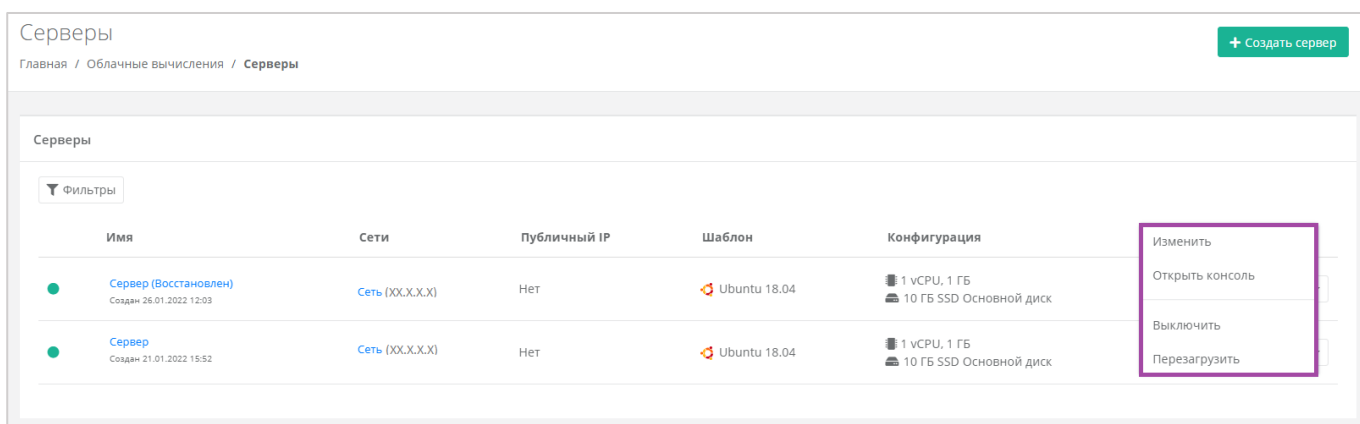 Серверы
+ Создать сервер
Главная / Облачные вычисления / Серверы
Серверы
Фильтры
Имя Сети Публичный IP Шаблон Конфигурация
Изменить
Открыть консоль
Выключить
Перезагрузить
Сервер (Восстановлен)
Создан 26.01.2022 12:03
Сеть (XX.X.X.X)
Нет
Ubuntu 18.04
1 vCPU, 1 ГБ
10 ГБ SSD Основной диск
Сервер
Создан 21.01.2022 15:52
Сеть (XX.X.X.X)
Нет
Ubuntu 18.04
1 vCPU, 1 ГБ
10 ГБ SSD Основной диск